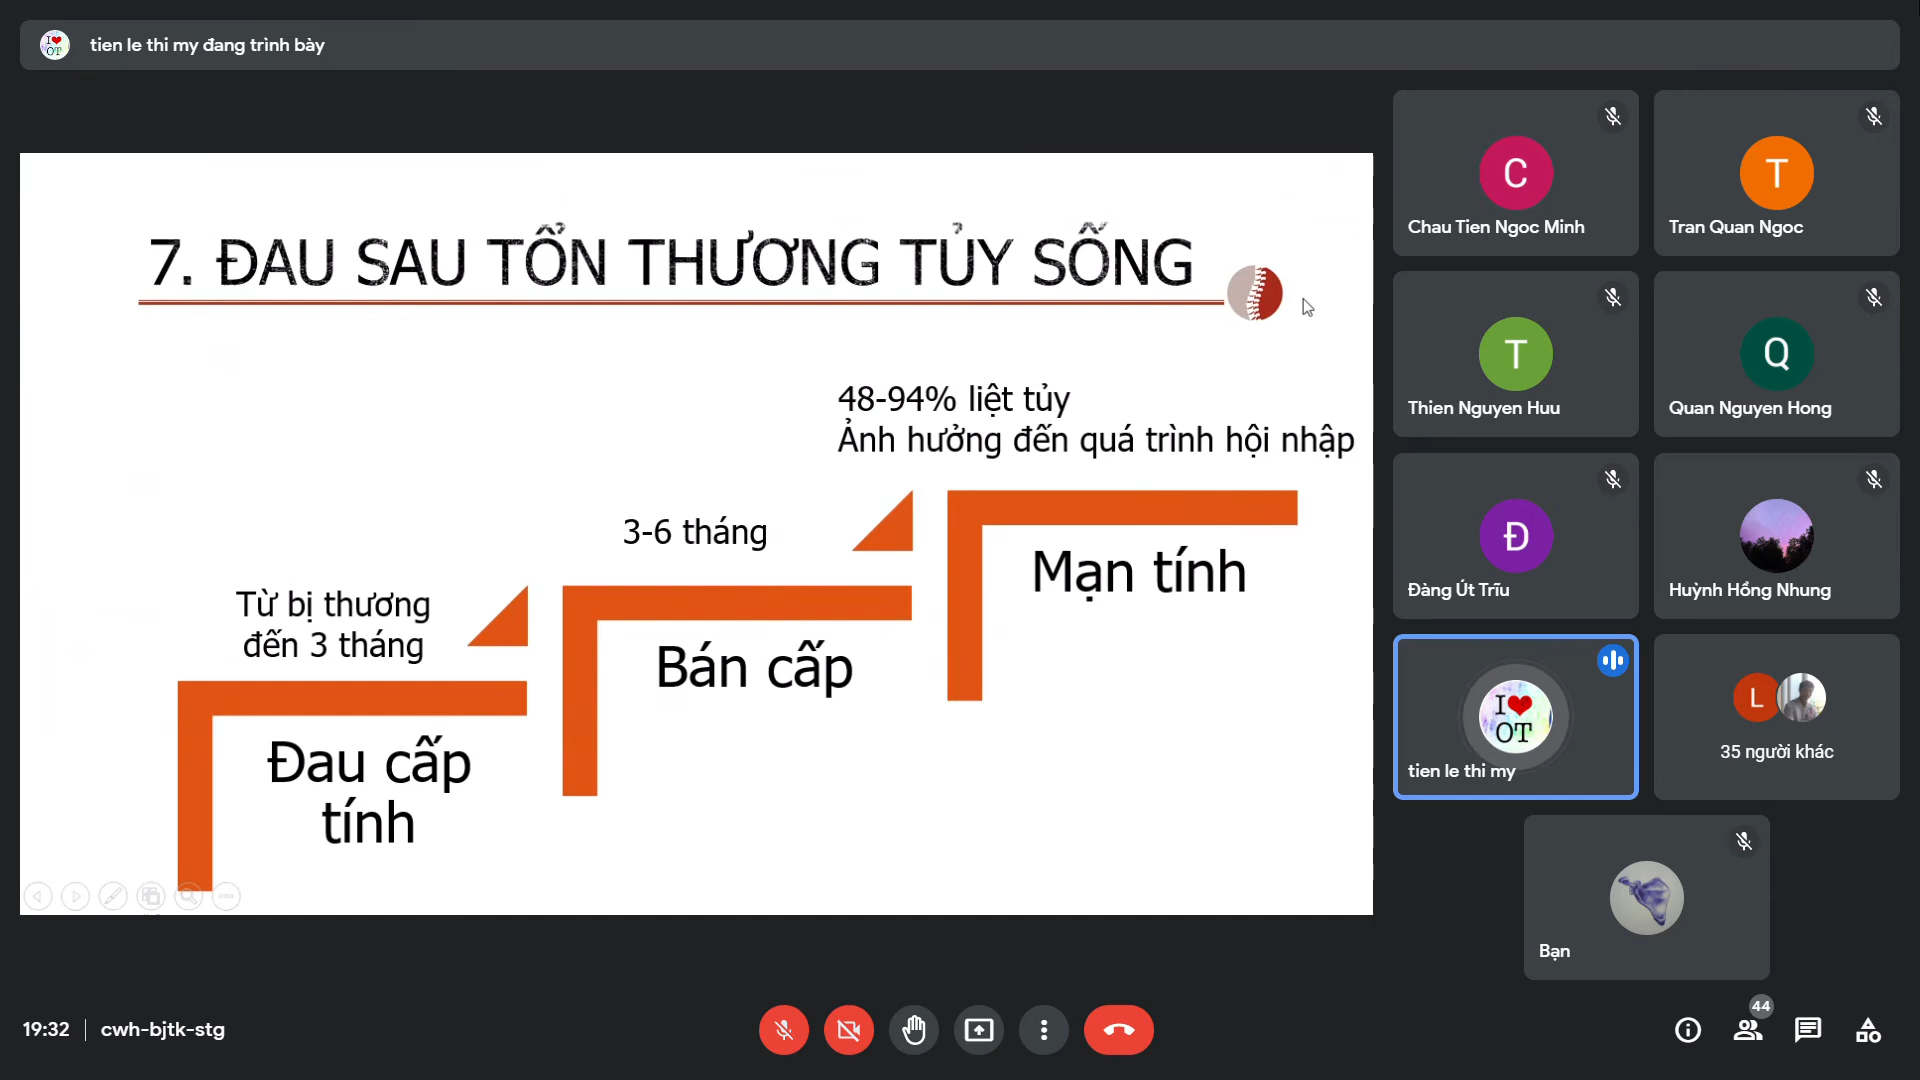 tien le thi my đang trình bày
7. ĐAU SAU TỔN THƯƠNG TỦY SỐNG
48-94% liệt tủy
Ảnh hưởng đến quá trình hội nhập
3-6 tháng
Mạn tính
Từ bị thương
đến 3 tháng
Bán cấp
Đau cấp
tính
C
Chau Tien Ngoc Minh
T
Tran Quan Ngoc
T
Thien Nguyen Huu
Q
Quan Nguyen Hong
Đ
Đàng Út Trĩu
Huỳnh Hồng Nhung
I
OT
tien le thi my
L
35 người khác
Bạn
19:32
cwh-bjtk-stg
44